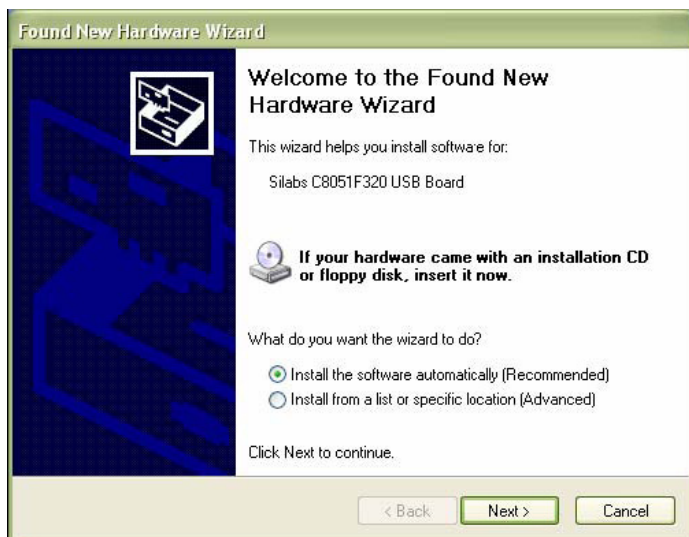 Found New Hardware Wizard
Welcome to the Found New
Hardware Wizard
This wizard helps you install software for:
Silabs C8051F320 USB Board
If your hardware came with an installation CD
or floppy disk, insert it now.
What do you want the wizard to do?
Install the software automatically (Recommended)
Install from a list or specific location (Advanced)
Click Next to continue.
< Back Next > Cancel